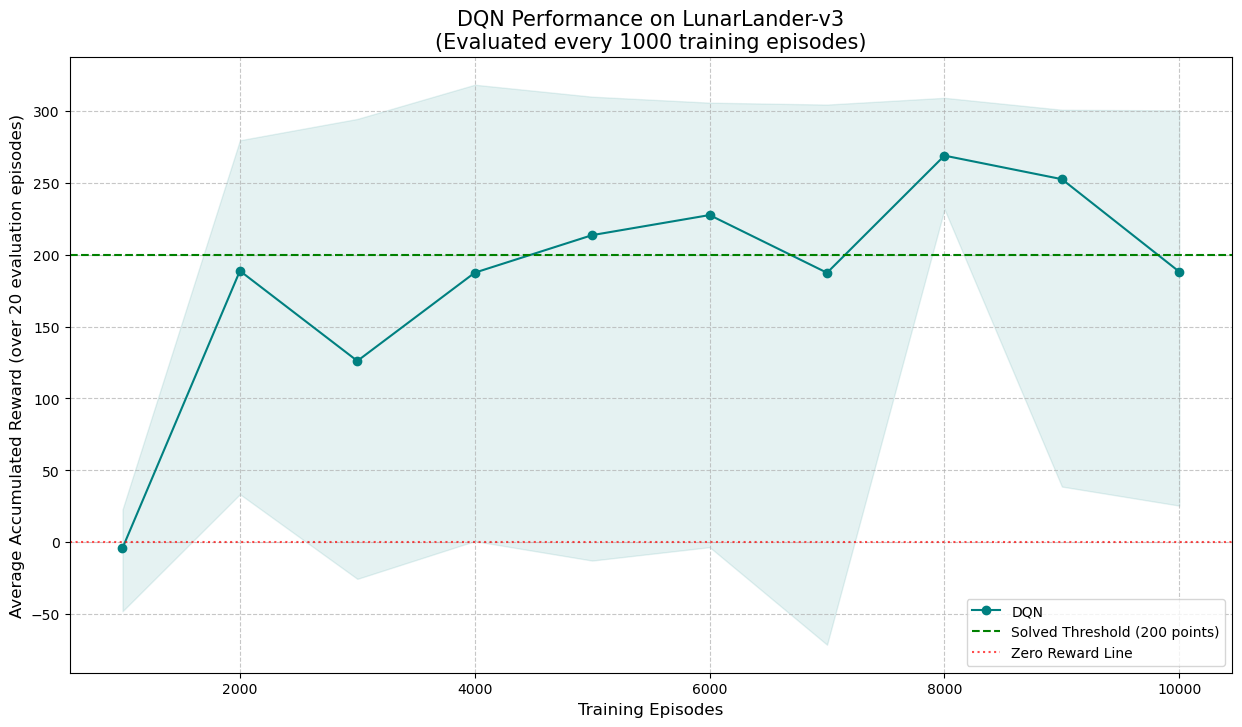 DQN Performance on LunarLander-v3
(Evaluated every 1000 training episodes)
Average Accumulated Reward (over 20 evaluation episodes)
300
250
200
150
100
50
0
−50
2000
4000
6000
8000
10000
Training Episodes
DQN
Solved Threshold (200 points)
Zero Reward Line